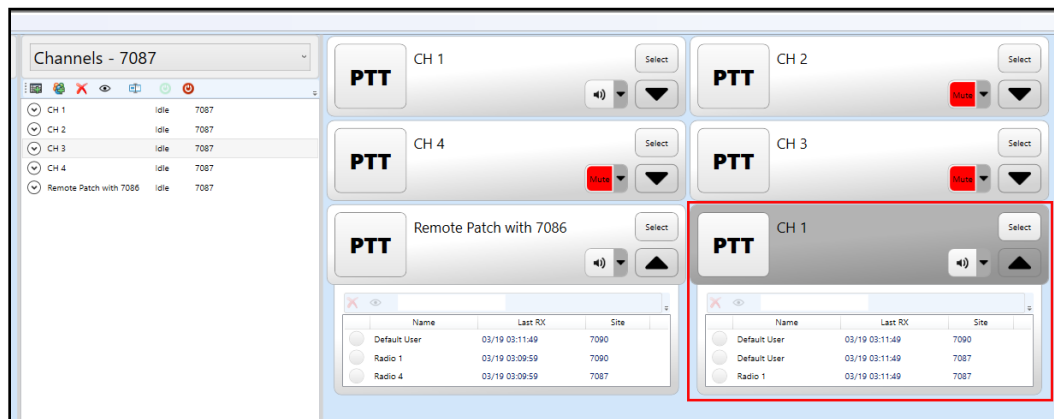 Channels - 7087
CH 1 Idle 7087
CH 2 Idle 7087
CH 3 Idle 7087
CH 4 Idle 7087
Remote Patch with 7086 Idle 7087
PTT CH 1 Select
PTT CH 2 Select
Mute
PTT CH 4 Select
Mute
PTT CH 3 Select
Mute
PTT Remote Patch with 7086 Select
Name Last RX Site
Default User 03/19 03:11:49 7090
Radio 1 03/19 03:09:59 7090
Radio 4 03/19 03:09:59 7087
PTT CH 1 Select
Name Last RX Site
Default User 03/19 03:11:49 7090
Default User 03/19 03:11:49 7087
Radio 1 03/19 03:11:49 7087